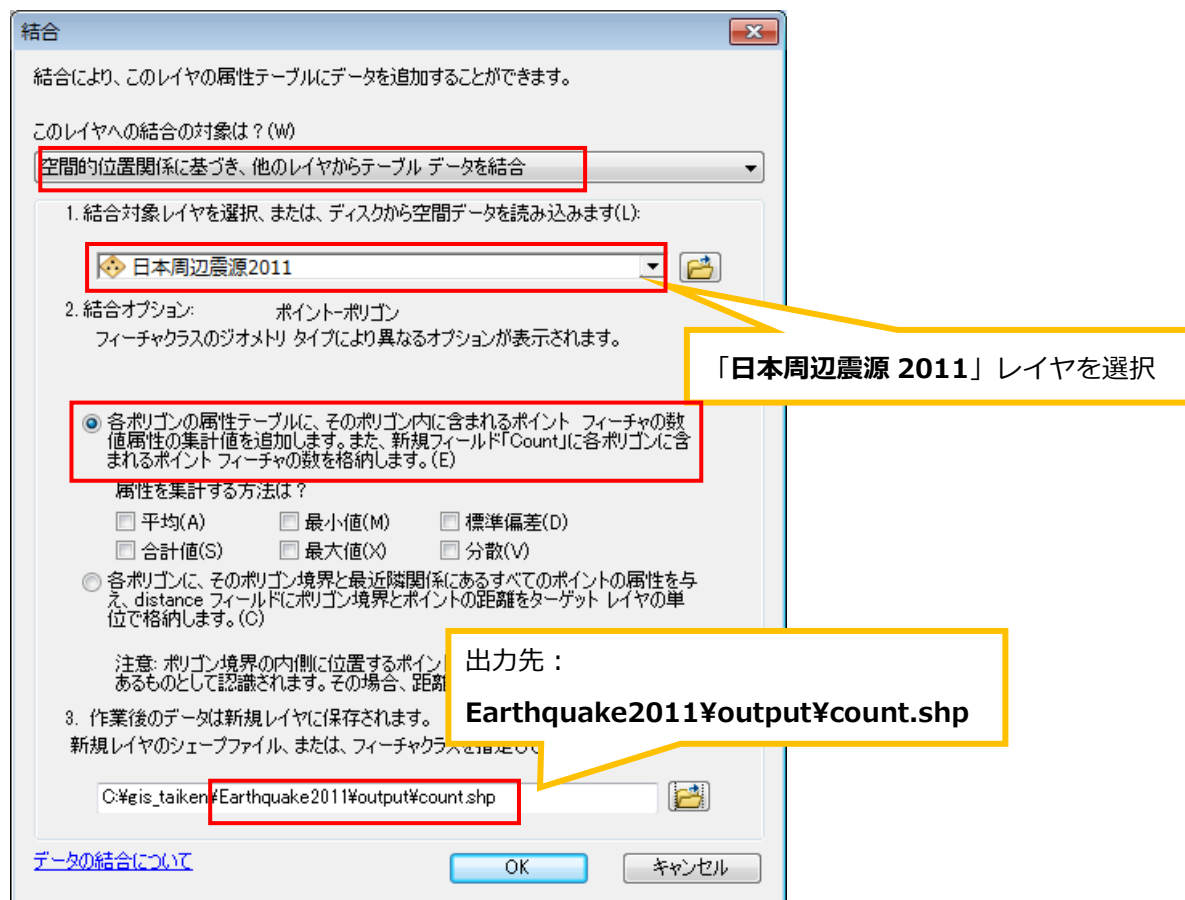 結合
結合により、このレイヤの属性テーブルにデータを追加することができます。
このレイヤへの結合の対象は？(W)
空間的位置関係に基づき、他のレイヤからテーブル データを結合
1. 結合対象レイヤを選択、または、ディスクから空間データを読み込みます(L):
日本周辺震源2011
2. 結合オプション: ポイント-ポリゴン
フィーチャクラスのジオメトリ タイプにより異なるオプションが表示されます。
「日本周辺震源 2011」レイヤを選択
各ポリゴンの属性テーブルに、そのポリゴン内に含まれるポイント フィーチャの数
値属性の集計値を追加します。また、新規フィールド「Count」に各ポリゴンに含
まれるポイント フィーチャの数を格納します。(E)
属性を集計する方法は？
平均(A) 最小値(M) 標準偏差(D)
合計値(S) 最大値(X) 分散(V)
各ポリゴンに、そのポリゴン境界と最近隣関係にあるすべてのポイントの属性を与
え、distance フィールドにポリゴン境界とポイントの距離をターゲット レイヤの単
位で格納します。(C)
注意: ポリゴン境界の内側に位置するポイン
あるものとして認識されます。その場合、距
出力先：
Earthquake2011¥output¥count.shp
3. 作業後のデータは新規レイヤに保存されます。
新規レイヤのシェープファイル、または、フィーチャクラ
C:¥gis_taiken¥Earthquake2011¥output¥count.shp
データの結合について
OK
キャンセル